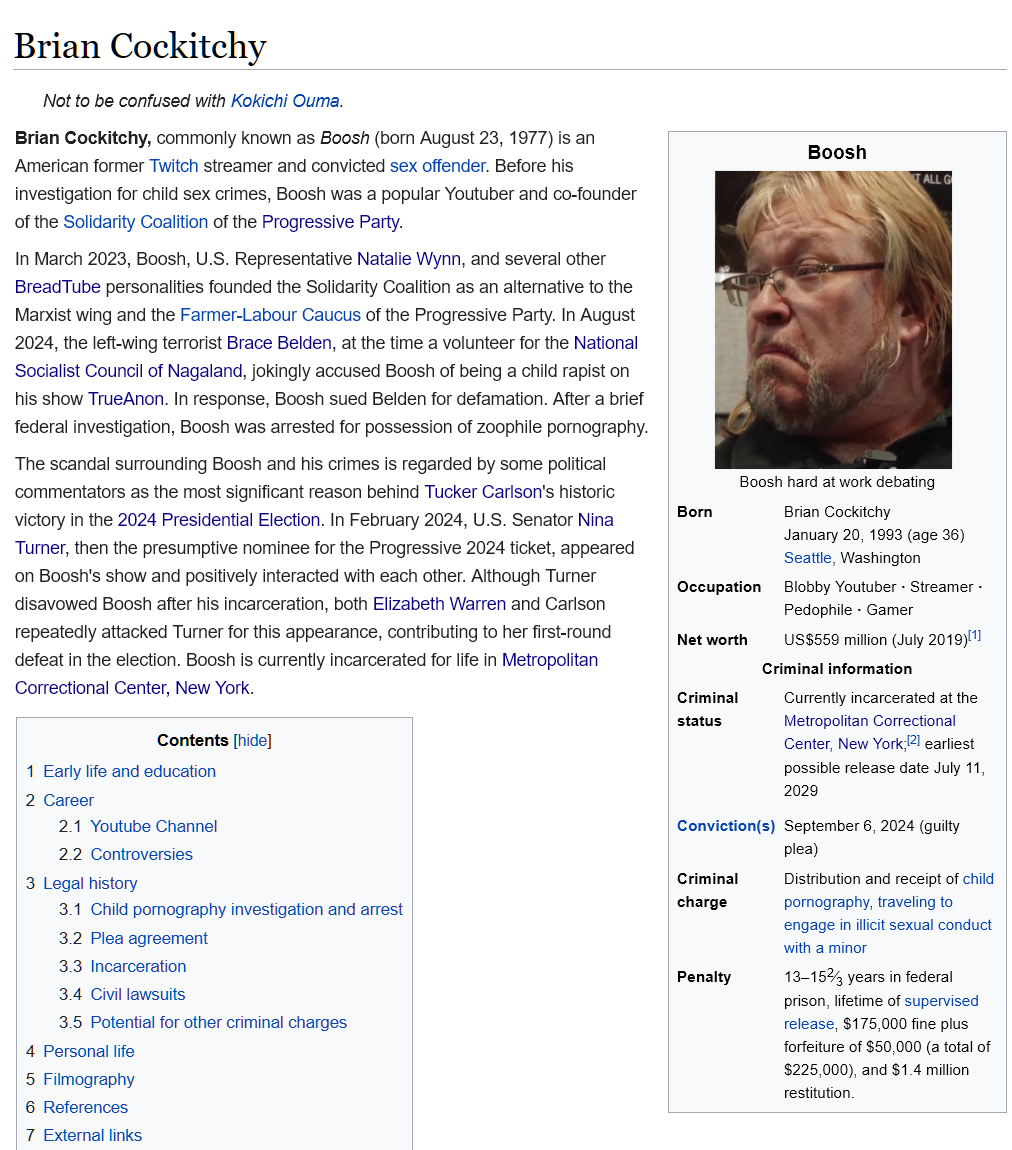 Brian Cockitchy
Not to be confused with Kokichi Ouma.
Brian Cockitchy, commonly known as Boosh (born August 23, 1977) is an
American former Twitch streamer and convicted sex offender. Before his
investigation for child sex crimes, Boosh was a popular Youtuber and co-founder
of the Solidarity Coalition of the Progressive Party.
In March 2023, Boosh, U.S. Representative Natalie Wynn, and several other
BreadTube personalities founded the Solidarity Coalition as an alternative to the
Marxist wing and the Farmer-Labour Caucus of the Progressive Party. In August
2024, the left-wing terrorist Brace Belden, at the time a volunteer for the National
Socialist Council of Nagaland, jokingly accused Boosh of being a child rapist on
his show TrueAnon. In response, Boosh sued Belden for defamation. After a brief
federal investigation, Boosh was arrested for possession of zoophile pornography.
The scandal surrounding Boosh and his crimes is regarded by some political
commentators as the most significant reason behind Tucker Carlson's historic
victory in the 2024 Presidential Election. In February 2024, U.S. Senator Nina
Turner, then the presumptive nominee for the Progressive 2024 ticket, appeared
on Boosh's show and positively interacted with each other. Although Turner
disavowed Boosh after his incarceration, both Elizabeth Warren and Carlson
repeatedly attacked Turner for this appearance, contributing to her first-round
defeat in the election. Boosh is currently incarcerated for life in Metropolitan
Correctional Center, New York.
Contents [hide]
1 Early life and education
2 Career
2.1 Youtube Channel
2.2 Controversies
3 Legal history
3.1 Child pornography investigation and arrest
3.2 Plea agreement
3.3 Incarceration
3.4 Civil lawsuits
3.5 Potential for other criminal charges
4 Personal life
5 Filmography
6 References
7 External links
Boosh
T ALL G
Boosh hard at work debating
Born Brian Cockitchy
January 20, 1993 (age 36)
Seattle, Washington
Occupation Blobby Youtuber · Streamer ·
Pedophile · Gamer
Net worth US$559 million (July 2019)[1]
Criminal information
Criminal status Currently incarcerated at the
Metropolitan Correctional
Center, New York;[2] earliest
possible release date July 11,
2029
Conviction(s) September 6, 2024 (guilty
plea)
Criminal charge Distribution and receipt of child
pornography, traveling to
engage in illicit sexual conduct
with a minor
Penalty 13–15⅔ years in federal
prison, lifetime of supervised
release, $175,000 fine plus
forfeiture of $50,000 (a total of
$225,000), and $1.4 million
restitution.